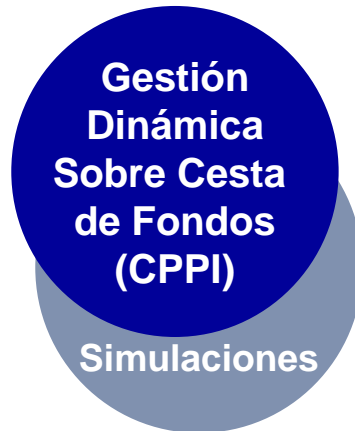 Gestión
Dinámica
Sobre Cesta
de Fondos
(CPPI)
Simulaciones